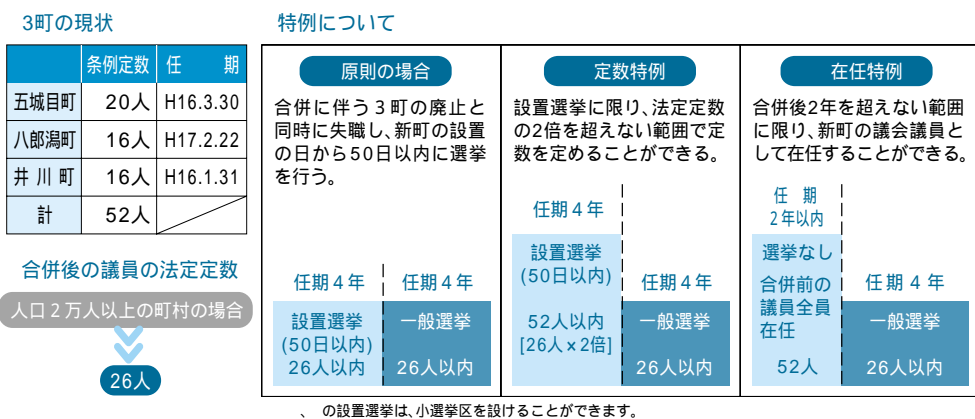 3町の現状
条例定数 任 期
五城目町 20人 H16.3.30
八郎潟町 16人 H17.2.22
井川町 16人 H16.1.31
計 52人
合併後の議員の法定定数
人口2万人以上の町村の場合
26人
特例について
原則の場合
合併に伴う3町の廃止と
同時に失職し、新町の設置
の日から50日以内に選挙
を行う。
任期4年 任期4年
設置選挙
(50日以内)
26人以内
一般選挙
26人以内
定数特例
設置選挙に限り、法定定数
の2倍を超えない範囲で定
数を定めることができる。
任期4年
設置選挙
(50日以内)
52人以内
[26人×2倍]
任期4年
一般選挙
26人以内
在任特例
合併後2年を超えない範囲
に限り、新町の議会議員と
して在任することができる。
任 期
2年以内
選挙なし
合併前の
議員全員
在任
52人
任期4年
一般選挙
26人以内
、 の設置選挙は、小選挙区を設けることができます。